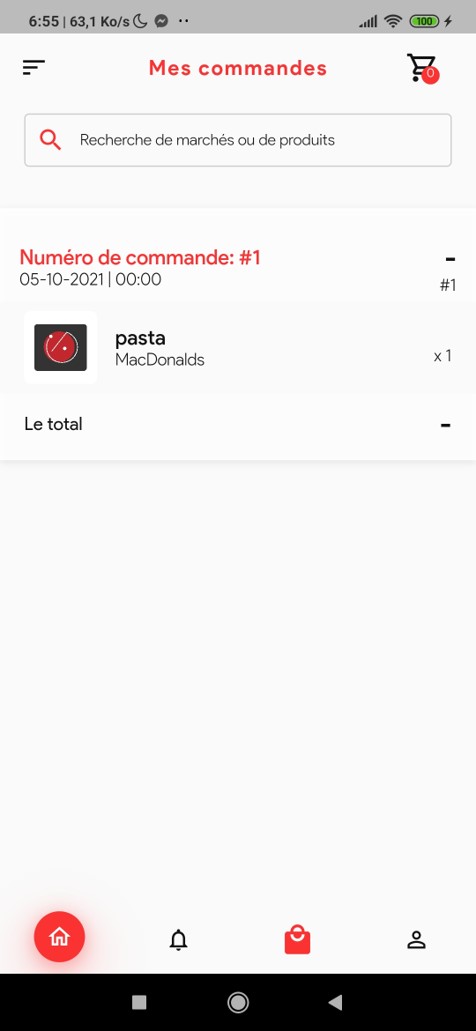 6:55 | 63,1 Ko/s
100
Mes commandes
0
Recherche de marchés ou de produits
Numéro de commande: #1
-
05-10-2021 | 00:00
#1
pasta
MacDonalds
x 1
Le total
-